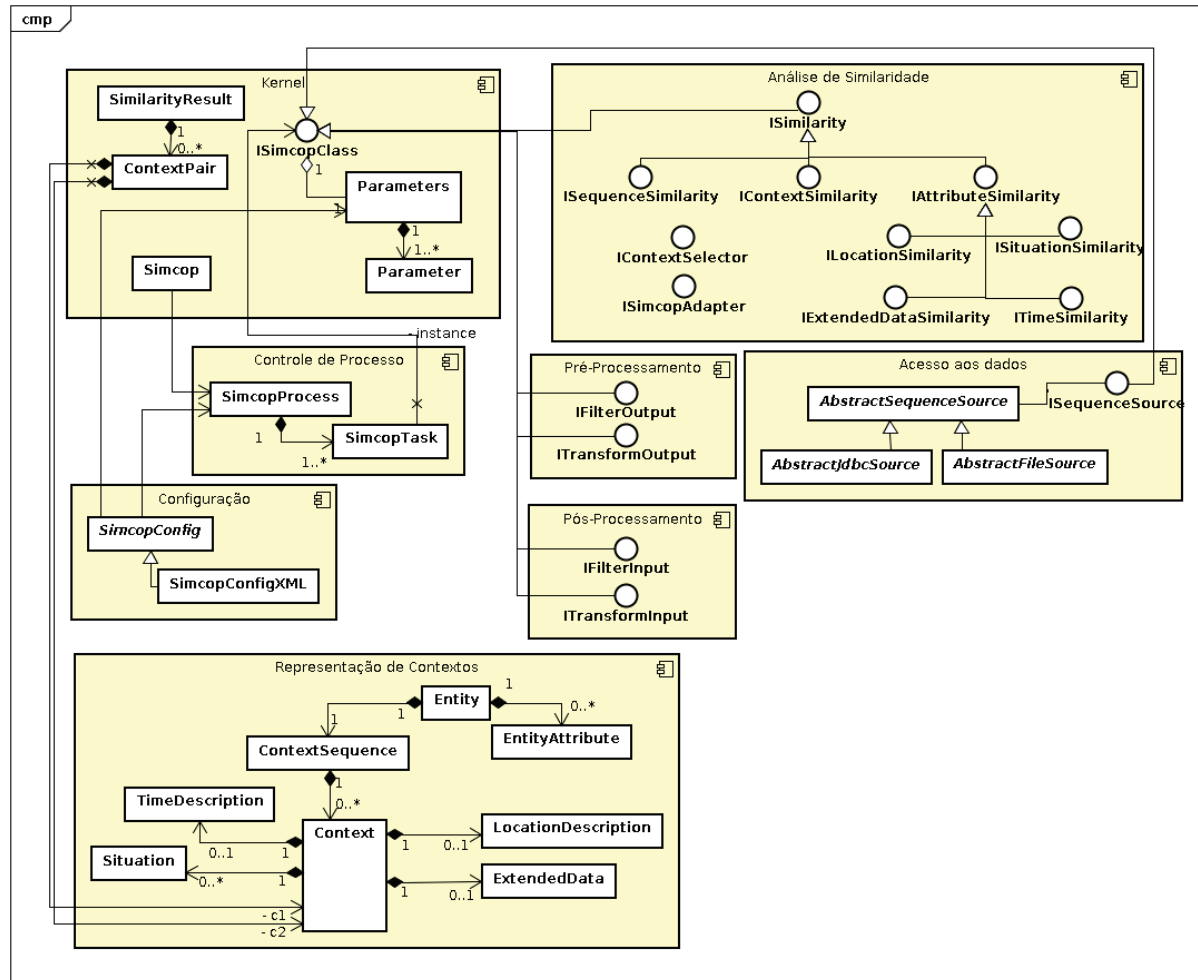 cmp
Kernel
SimilarityResult
1
0..*
ContextPair
ISimcopClass
1
Parameters
1
1
1..*
Parameter
Simcop
- instance
Análise de Similaridade
ISimilarity
ISequenceSimilarity
IContextSimilarity
IAttributeSimilarity
IContextSelector
ILocationSimilarity
ISituationSimilarity
ISimcopAdapter
IExtendedDataSimilarity
ITimeSimilarity
Controle de Processo
SimcopProcess
1
1..*
SimcopTask
Pré-Processamento
IFilterOutput
ITransformOutput
Acesso aos dados
AbstractSequenceSource
ISequenceSource
AbstractJdbcSource
AbstractFileSource
Configuração
SimcopConfig
SimcopConfigXML
Pós-Processamento
IFilterInput
ITransformInput
Representação de Contextos
Entity
1
1
1
0..*
EntityAttribute
ContextSequence
1
0..*
TimeDescription
0..1
1
Context
1
0..1
LocationDescription
Situation
0..*
1
1
0..1
ExtendedData
- c1
- c2